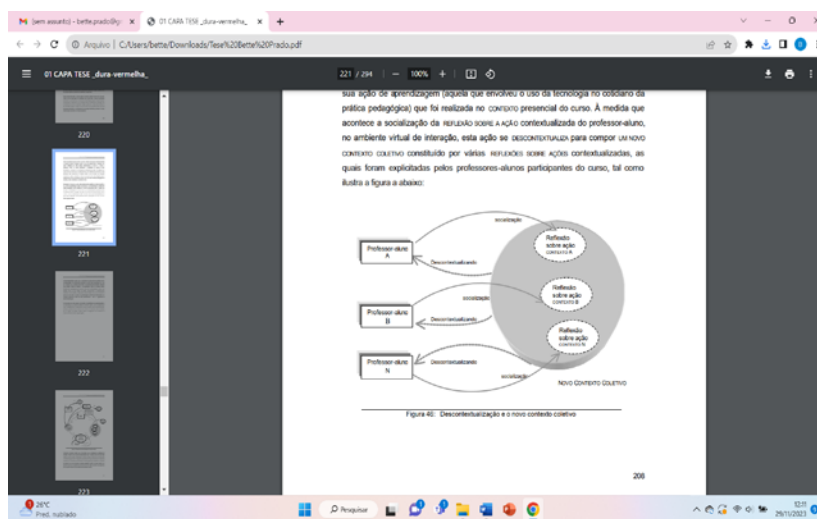 [sem assunto) - bette.prado@g
01 CAPA TESE _dura-vermelha_
Arquivo | C:/Users/bette/Downloads/Tese%20Bette%20Prado.pdf
01 CAPA TESE _dura-vermelha_
221 / 294
100%
220
221
222
223
sua ação de aprendizagem (aquela que envolveu o uso da tecnologia no cotidiano da
prática pedagógica) que foi realizada no CONTEXTO presencial do curso. À medida que
acontece a socialização da REFLEXÃO SOBRE A AÇÃO contextualizada do professor-aluno,
no ambiente virtual de interação, esta ação se DESCONTEXTUALIZA para compor UM NOVO
CONTEXTO COLETIVO constituído por várias REFLEXÕES SOBRE AÇÕES contextualizadas, as
quais foram explicitadas pelos professores-alunos participantes do curso, tal como
ilustra a figura a abaixo:
socialização
Professor-aluno
A
Descontextualizando
Reflexão
sobre ação
CONTEXTO A
socialização
Professor-aluno
B
Descontextualizando
Reflexão
sobre ação
CONTEXTO B
Professor-aluno
N
Descontextualizando
socialização
Reflexão
sobre ação
CONTEXTO N
NOVO CONTEXTO COLETIVO
Figura 46: Descontextualização e o novo contexto coletivo
208
26°C
Pred. nublado
Pesquisar
12:11
29/11/2023